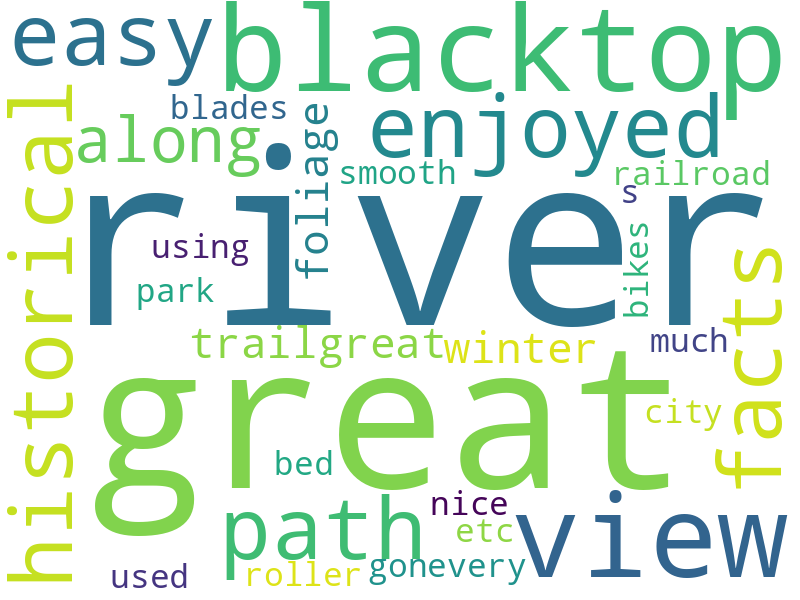 easy
blacktop
blades
along
enjoyed
historical
foliage
smooth
railroad
s
river
using
park
bikes
facts
trailgreat
winter
much
great
city
bed
nice
path
etc
view
gonevery
used
roller